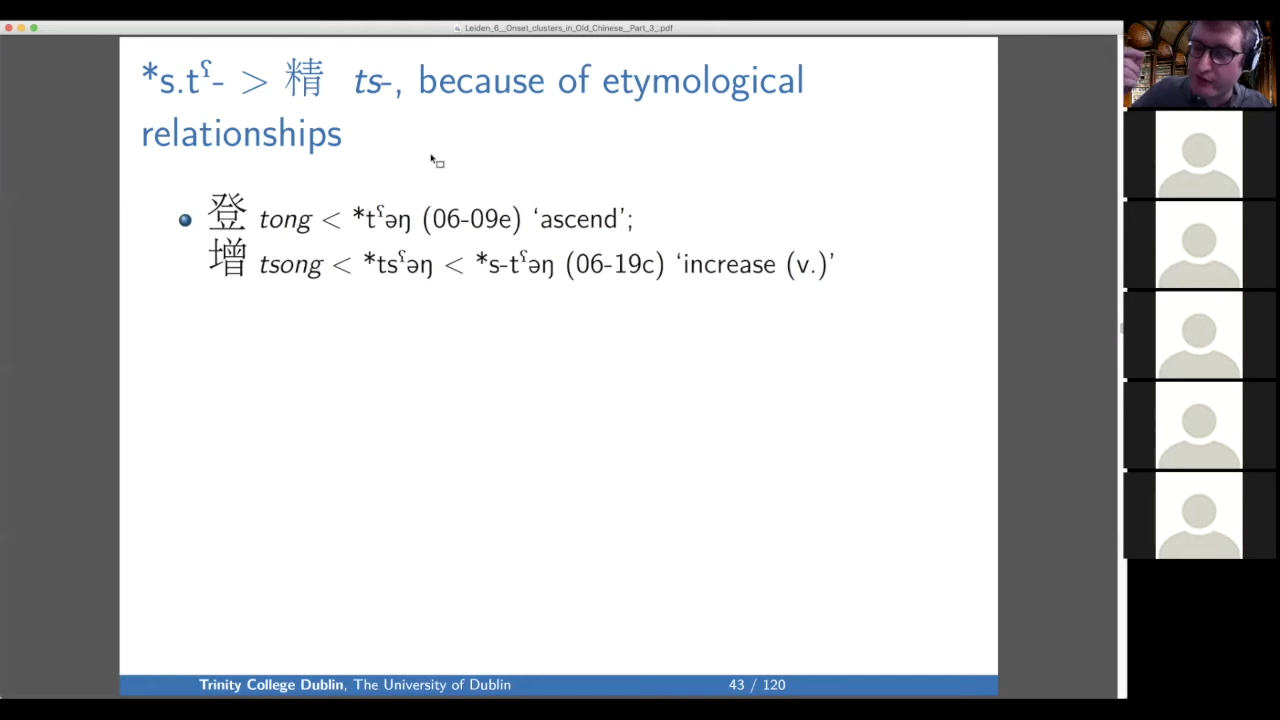 Leiden_6__Onset_clusters_in_Old_Chinese__Part_3_.pdf
*s.tˤ- > 精 ts-, because of etymological
relationships
登 tong < *tˤəŋ (06-09e) ‘ascend’;
增 tsong < *tsˤəŋ < *s-tˤəŋ (06-19c) ‘increase (v.)’
Trinity College Dublin, The University of Dublin 43 / 120